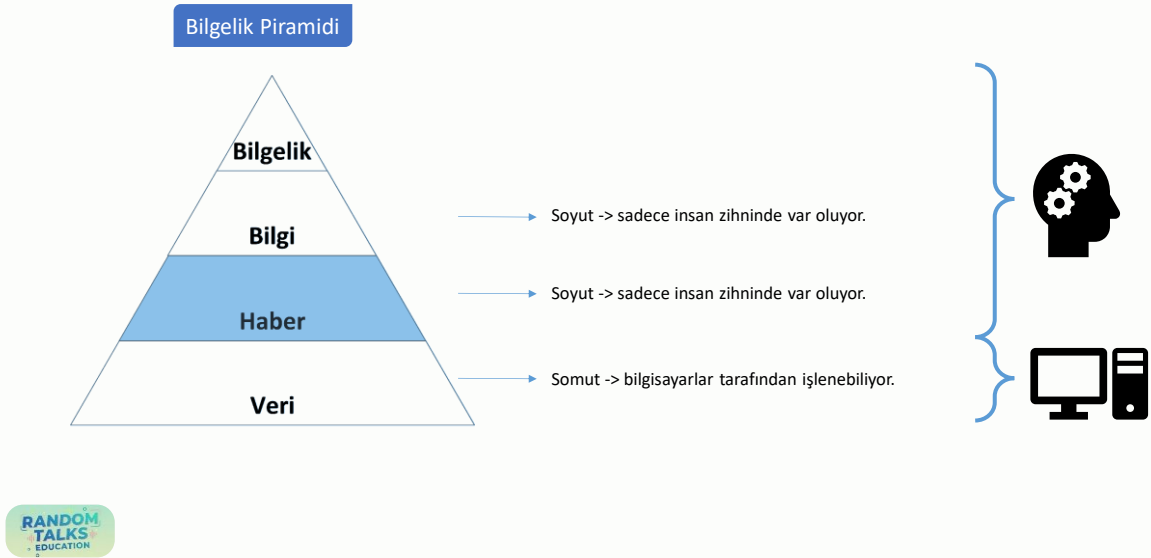 Bilgelik Piramidi
Bilgelik
Bilgi
Soyut -> sadece insan zihninde var oluyor.
Haber
Soyut -> sadece insan zihninde var oluyor.
Veri
Somut -> bilgisayarlar tarafından işlenebiliyor.
RANDOM
TALKS
EDUCATION